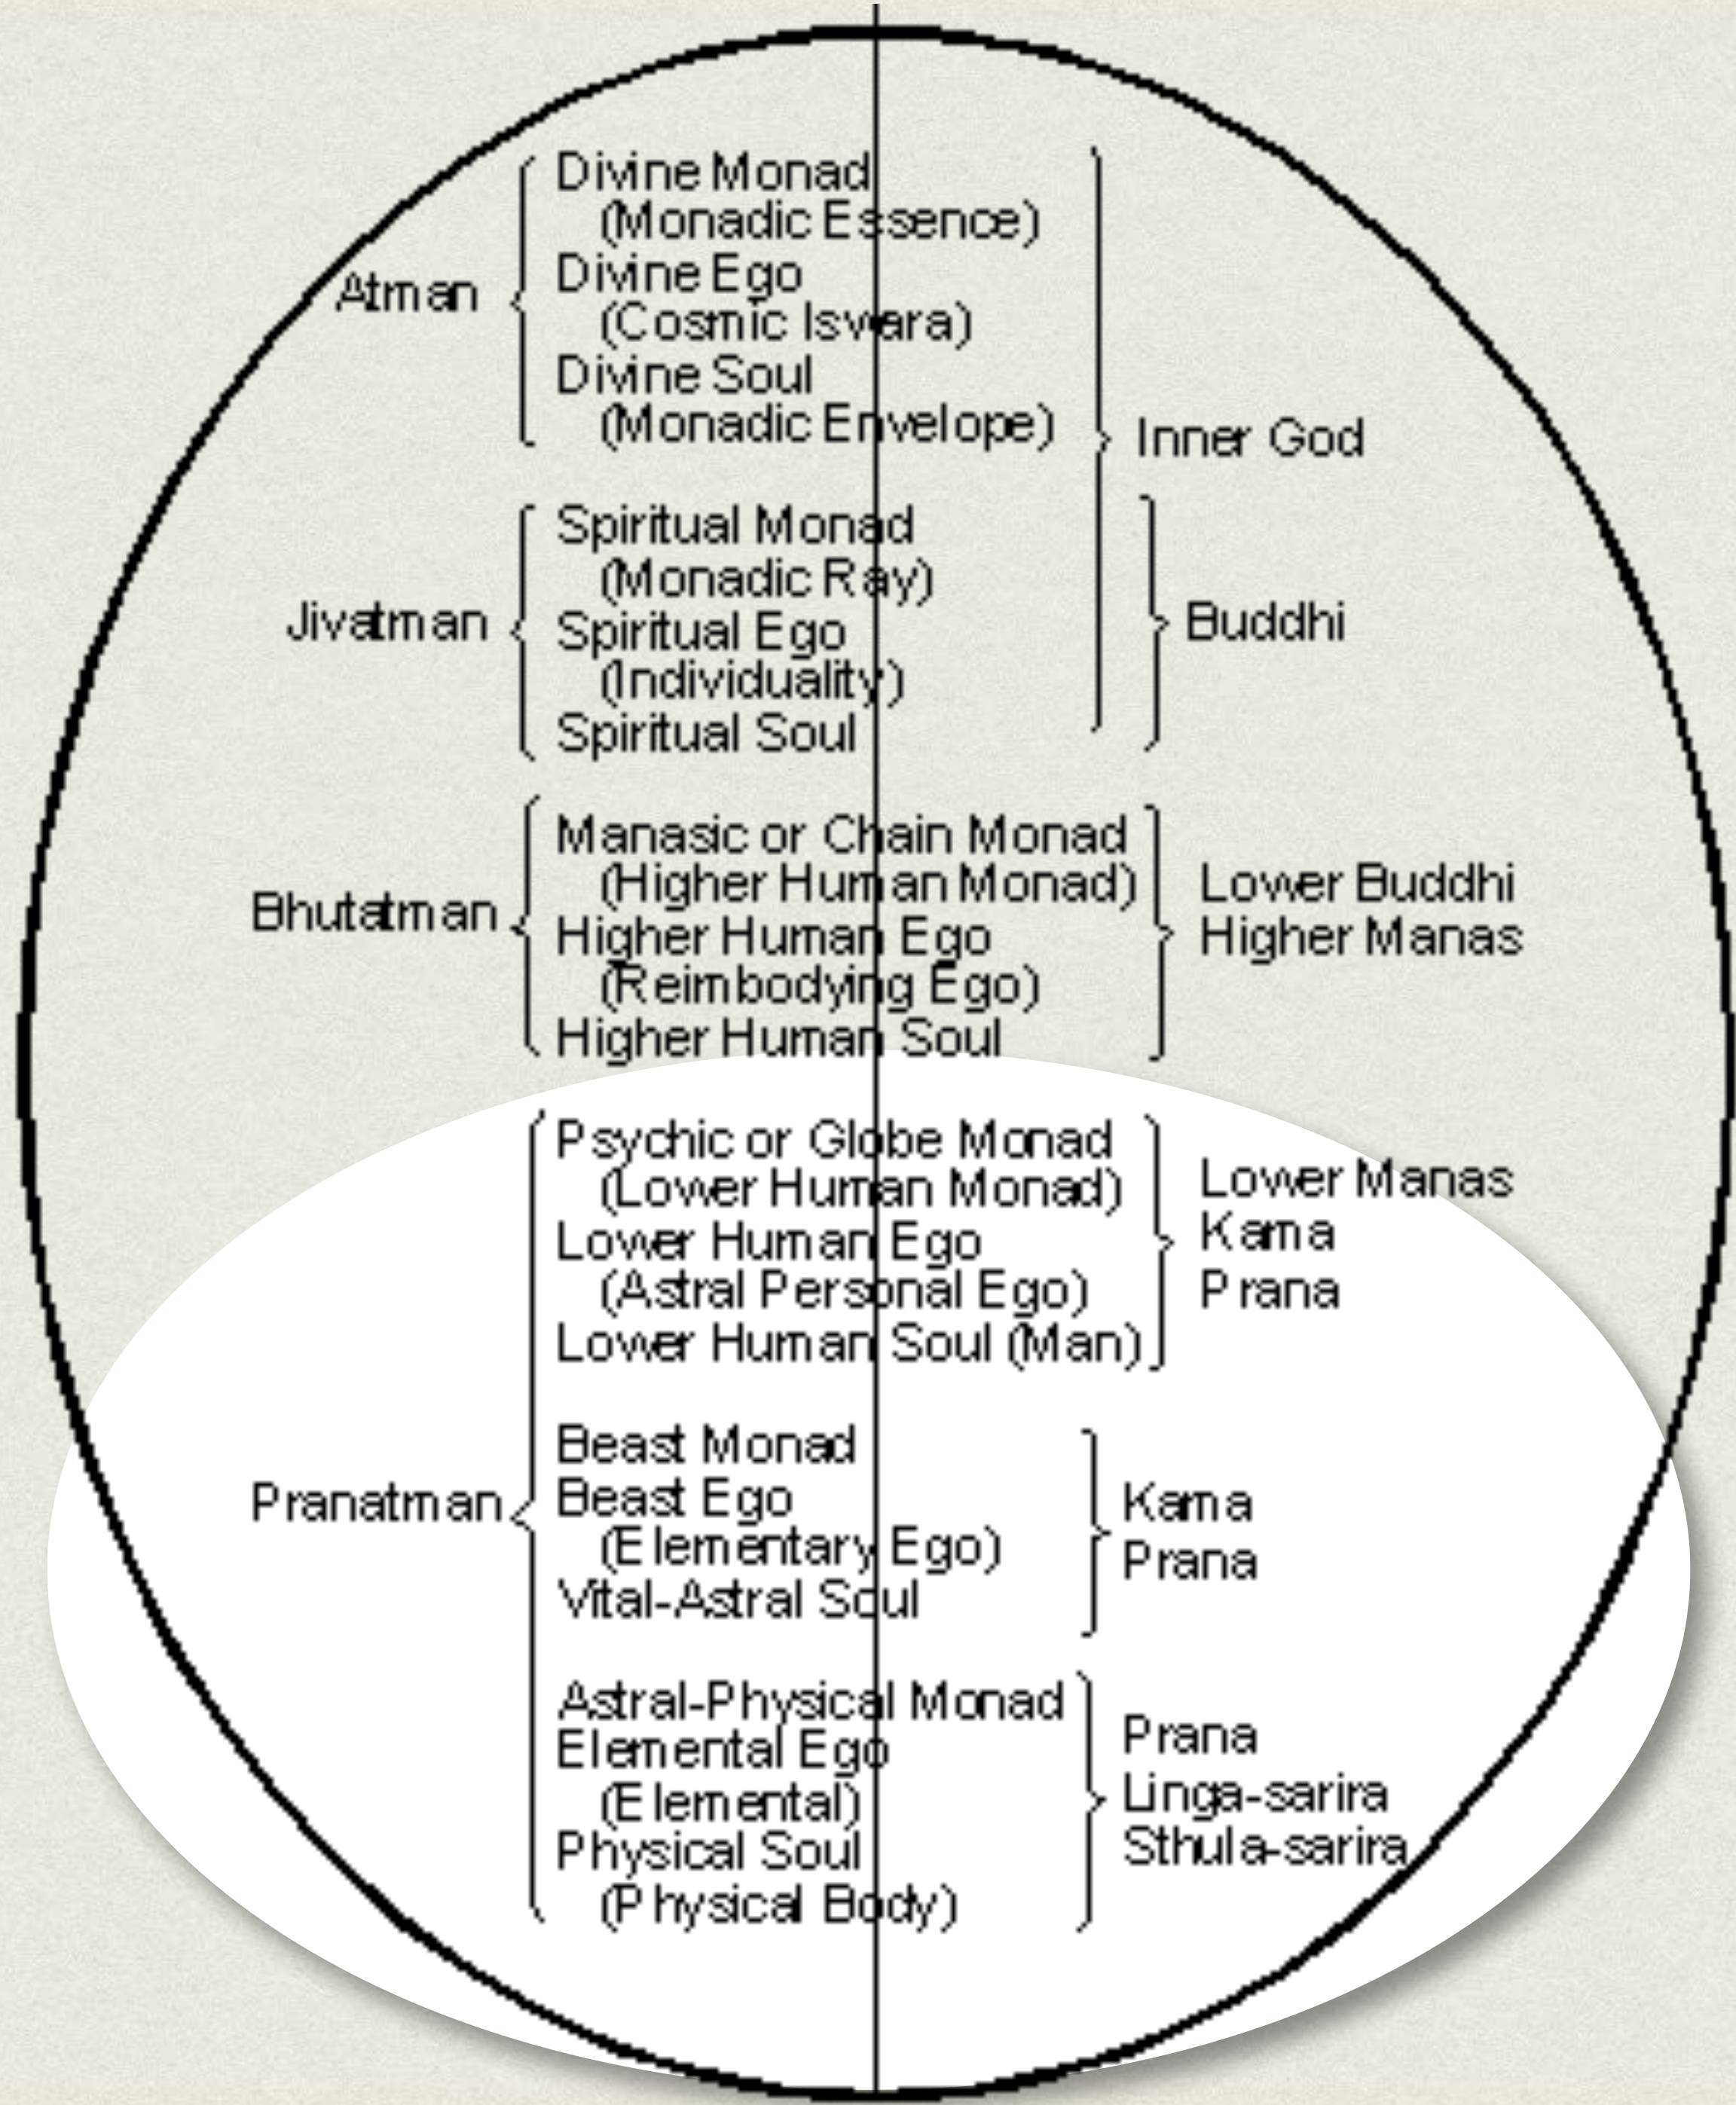 Atman
Divine Monad
(Monadic Essence)
Divine Ego
(Cosmic Iswara)
Divine Soul
(Monadic Envelope)
Inner God
Jivatman
Spiritual Monad
(Monadic Ray)
Spiritual Ego
(Individuality)
Spiritual Soul
Buddhi
Bhutatman
Manasic or Chain Monad
(Higher Human Monad)
Higher Human Ego
(Reimbodying Ego)
Higher Human Soul
Lower Buddhi
Higher Manas
Pranatman
Psychic or Globe Monad
(Lower Human Monad)
Lower Human Ego
(Astral Personal Ego)
Lower Human Soul (Man)
Lower Manas
Kama
Prana
Beast Monad
Beast Ego
(Elementary Ego)
Vital-Astral Soul
Kama
Prana
Astral-Physical Monad
Elemental Ego
(Elemental)
Physical Soul
(Physical Body)
Prana
Linga-sarira
Sthula-sarira